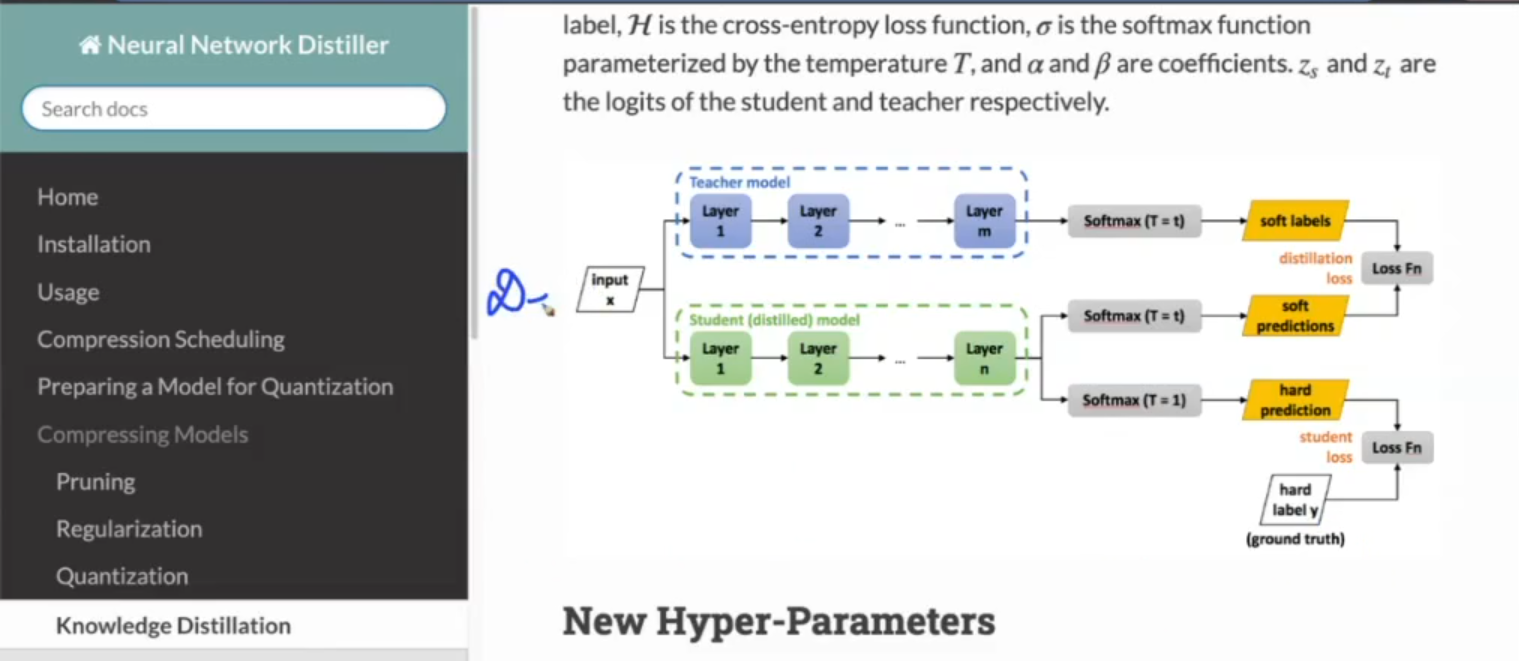 Neural Network Distiller
Search docs
Home
Installation
Usage
Compression Scheduling
Preparing a Model for Quantization
Compressing Models
Pruning
Regularization
Quantization
Knowledge Distillation
label, ℋ is the cross-entropy loss function, σ is the softmax function
parameterized by the temperature T, and α and β are coefficients. zₛ and zₜ are
the logits of the student and teacher respectively.
Teacher model
Layer
1
Layer
2
...
Layer
m
Softmax (T = t)
soft labels
distillation
loss
Loss Fn
input
x
Student (distilled) model
Layer
1
Layer
2
...
Layer
n
Softmax (T = t)
soft
predictions
Softmax (T = 1)
hard
prediction
student
loss
Loss Fn
hard
label y
(ground truth)
New Hyper-Parameters